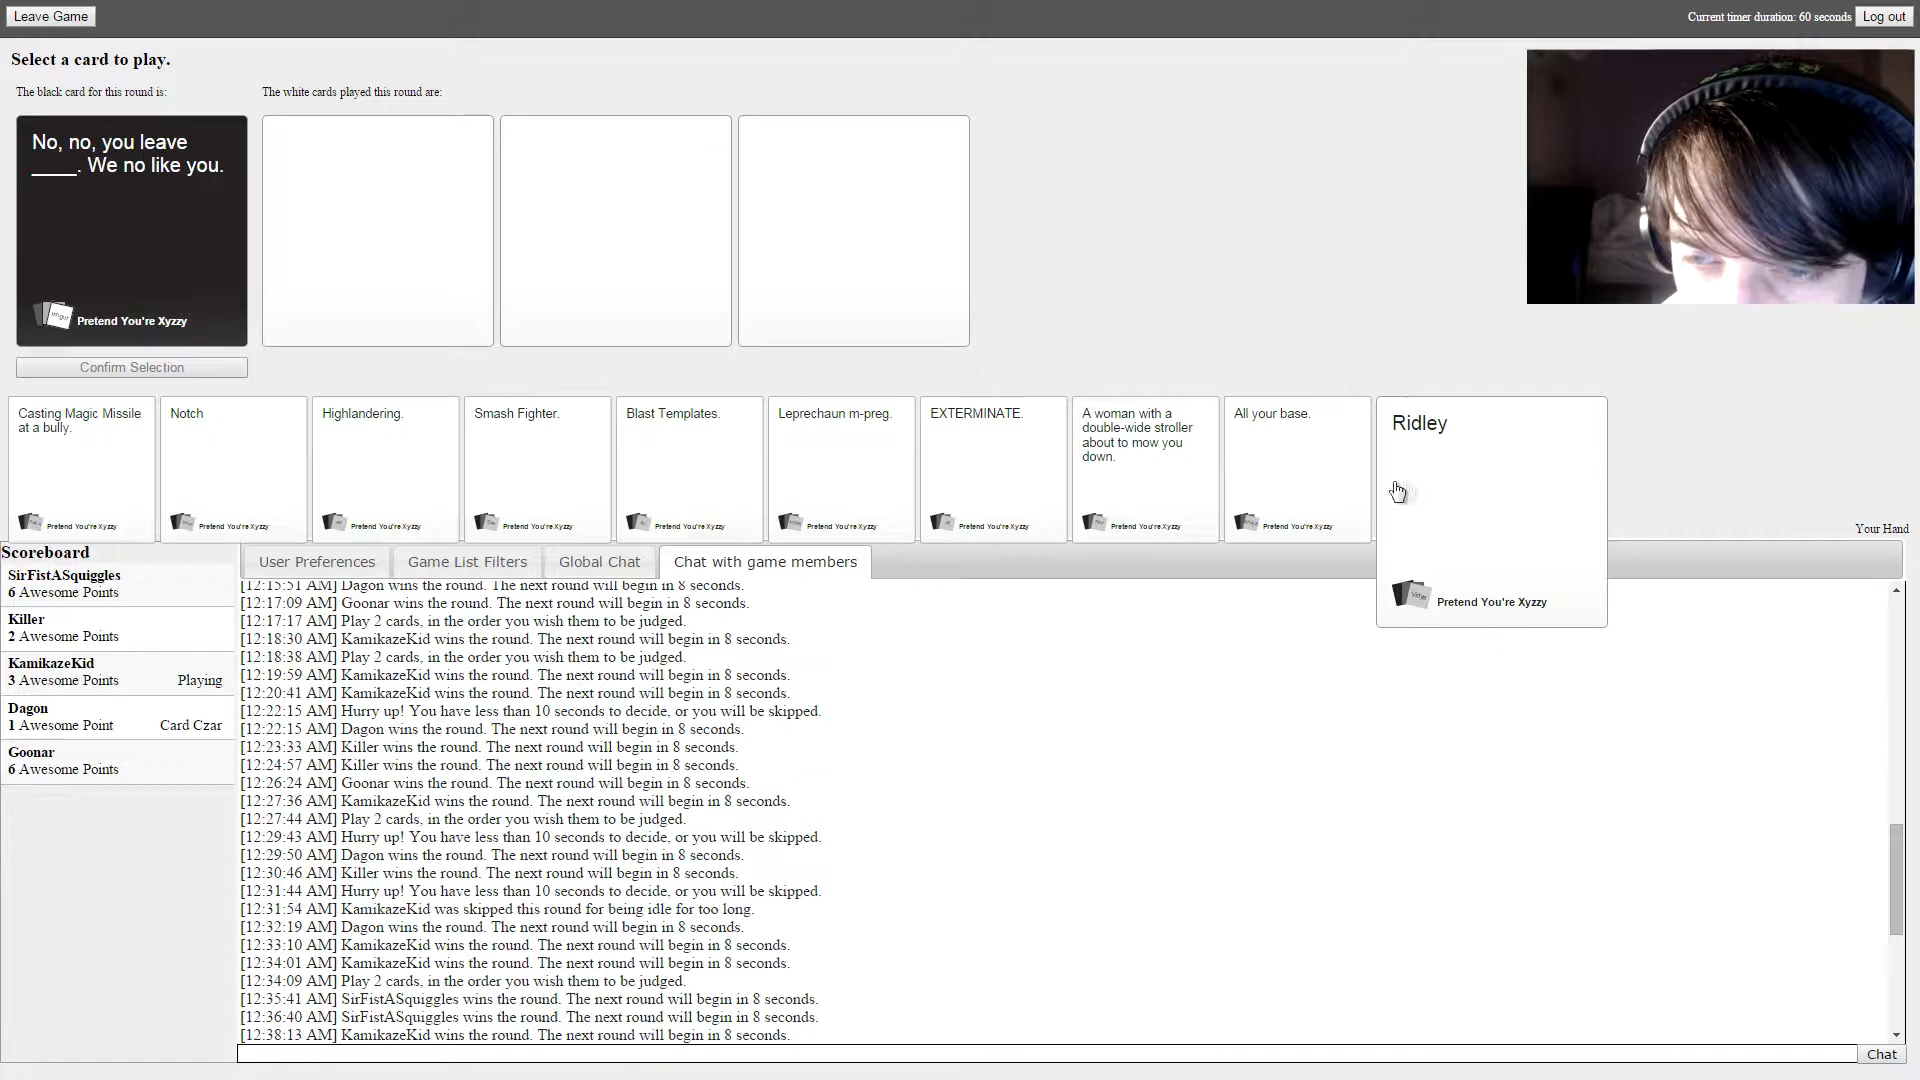 Leave Game
Current timer duration: 60 seconds
Log out
Select a card to play.
The black card for this round is:
The white cards played this round are:
No, no, you leave
____. We no like you.
Pretend You're Xyzzy
Confirm Selection
Casting Magic Missile
at a bully.
Pretend You're Xyzzy
Notch
Pretend You're Xyzzy
Highlandering.
Pretend You're Xyzzy
Smash Fighter.
Pretend You're Xyzzy
Blast Templates.
Pretend You're Xyzzy
Leprechaun m-preg.
Pretend You're Xyzzy
EXTERMINATE.
Pretend You're Xyzzy
A woman with a
double-wide stroller
about to mow you
down.
Pretend You're Xyzzy
All your base.
Pretend You're Xyzzy
Ridley
Pretend You're Xyzzy
Your Hand
Scoreboard
SirFistASquiggles
6 Awesome Points
Killer
2 Awesome Points
KamikazeKid
3 Awesome Points Playing
Dagon
1 Awesome Point Card Czar
Goonar
6 Awesome Points
User Preferences
Game List Filters
Global Chat
Chat with game members
[12:15:51 AM] Dagon wins the round. The next round will begin in 8 seconds.
[12:17:09 AM] Goonar wins the round. The next round will begin in 8 seconds.
[12:17:17 AM] Play 2 cards, in the order you wish them to be judged.
[12:18:30 AM] KamikazeKid wins the round. The next round will begin in 8 seconds.
[12:18:38 AM] Play 2 cards, in the order you wish them to be judged.
[12:19:59 AM] KamikazeKid wins the round. The next round will begin in 8 seconds.
[12:20:41 AM] KamikazeKid wins the round. The next round will begin in 8 seconds.
[12:22:15 AM] Hurry up! You have less than 10 seconds to decide, or you will be skipped.
[12:22:15 AM] Dagon wins the round. The next round will begin in 8 seconds.
[12:23:33 AM] Killer wins the round. The next round will begin in 8 seconds.
[12:24:57 AM] Killer wins the round. The next round will begin in 8 seconds.
[12:26:24 AM] Goonar wins the round. The next round will begin in 8 seconds.
[12:27:36 AM] KamikazeKid wins the round. The next round will begin in 8 seconds.
[12:27:44 AM] Play 2 cards, in the order you wish them to be judged.
[12:29:43 AM] Hurry up! You have less than 10 seconds to decide, or you will be skipped.
[12:29:50 AM] Dagon wins the round. The next round will begin in 8 seconds.
[12:30:46 AM] Killer wins the round. The next round will begin in 8 seconds.
[12:31:44 AM] Hurry up! You have less than 10 seconds to decide, or you will be skipped.
[12:31:54 AM] KamikazeKid was skipped this round for being idle for too long.
[12:32:19 AM] Dagon wins the round. The next round will begin in 8 seconds.
[12:33:10 AM] KamikazeKid wins the round. The next round will begin in 8 seconds.
[12:34:01 AM] KamikazeKid wins the round. The next round will begin in 8 seconds.
[12:34:09 AM] Play 2 cards, in the order you wish them to be judged.
[12:35:41 AM] SirFistASquiggles wins the round. The next round will begin in 8 seconds.
[12:36:40 AM] SirFistASquiggles wins the round. The next round will begin in 8 seconds.
[12:38:13 AM] KamikazeKid wins the round. The next round will begin in 8 seconds.
Chat